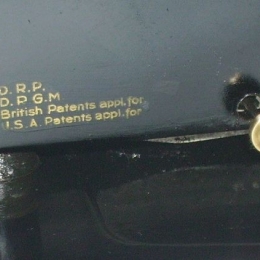 D. R. P.
D. P G. M
British Patents appl. for
U.S.A. Patents appl. for